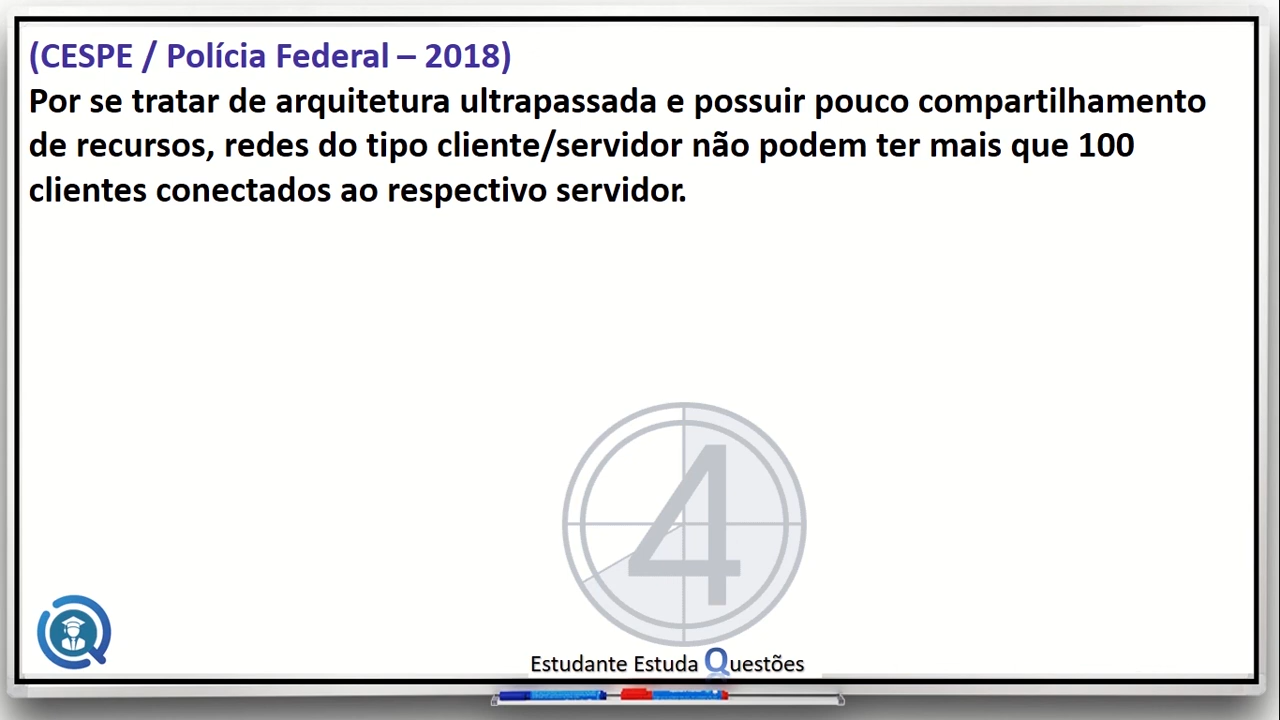 (CESPE / Polícia Federal – 2018)
Por se tratar de arquitetura ultrapassada e possuir pouco compartilhamento
de recursos, redes do tipo cliente/servidor não podem ter mais que 100
clientes conectados ao respectivo servidor.
4
Estudante Estuda Questões